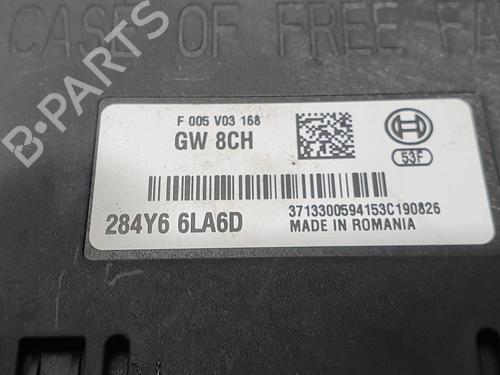 CASE OF FREE FA
F 005 V03 168
GW 8CH
53F
284Y6 6LA6D
3713300594153C190826
MADE IN ROMANIA
B-Parts